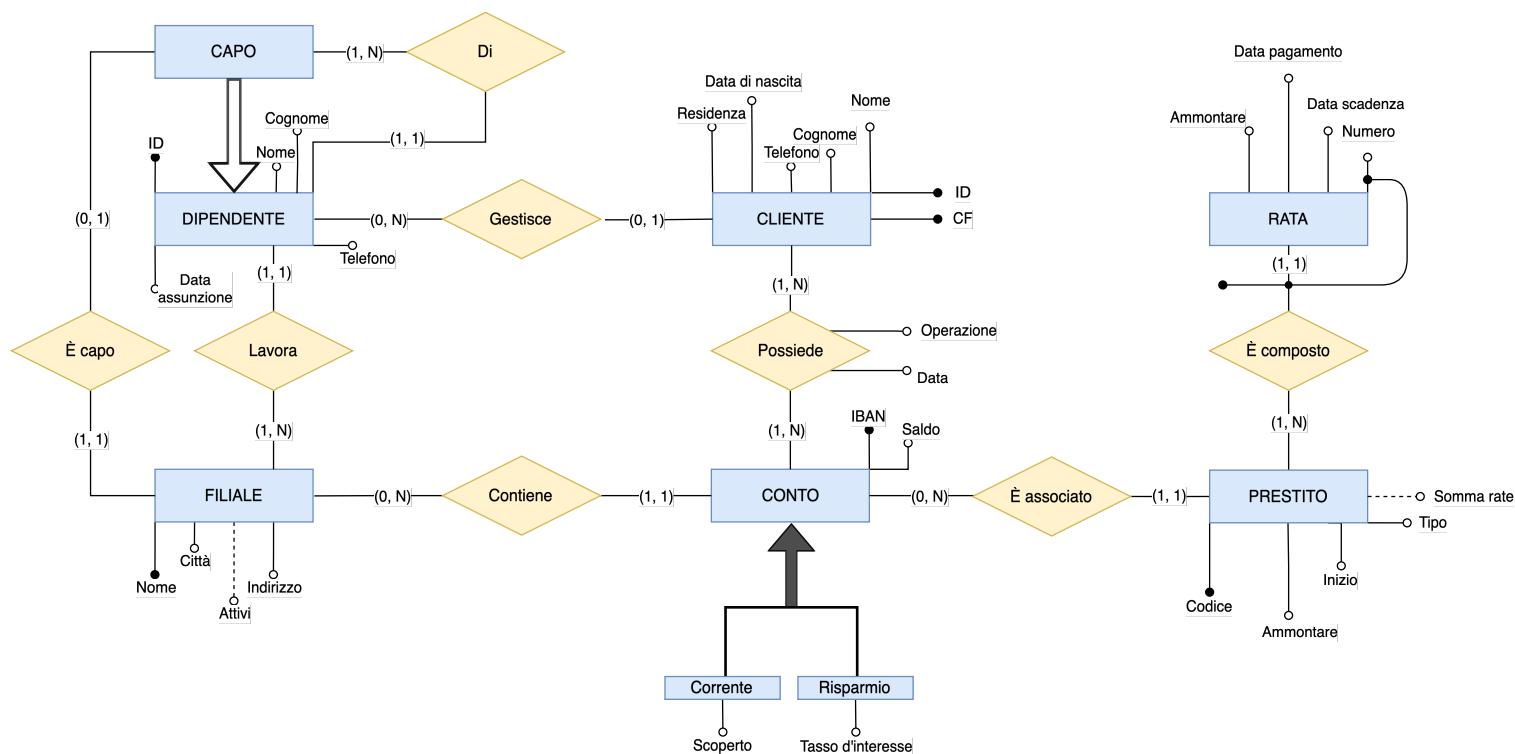 CAPO
(1, N)
Di
Data pagamento
Data di nascita
Residenza
Nome
Ammontare
Data scadenza
Numero
Cognome
(1, 1)
Cognome
Telefono
ID
Nome
ID
(0, 1)
DIPENDENTE
(0, N)
Gestisce
(0, 1)
CLIENTE
CF
RATA
Telefono
(1, 1)
(1, 1)
Data
assunzione
(1, N)
È capo
Lavora
Possiede
Operazione
Data
È composto
(1, 1)
(1, N)
(1, N)
IBAN
Saldo
(1, N)
FILIALE
(0, N)
Contiene
(1, 1)
CONTO
(0, N)
È associato
(1, 1)
PRESTITO
Somma rate
Tipo
Nome
Città
Attivi
Indirizzo
Codice
Inizio
Ammontare
Corrente
Risparmio
Scoperto
Tasso d'interesse